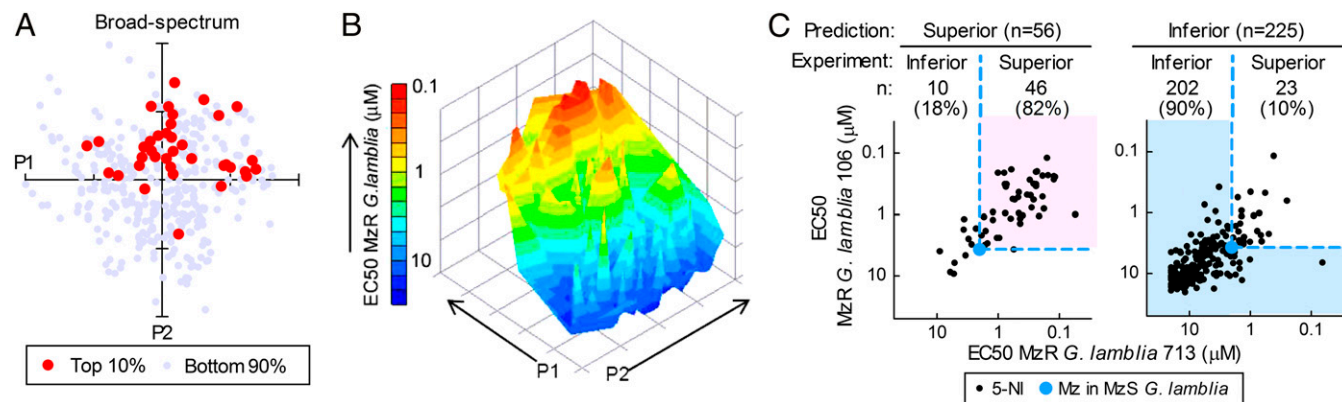 A
Broad-spectrum
P1
P2
Top 10%
Bottom 90%
B
EC50 MzR G.lamblia (μM)
0.1
1
10
P1
P2
C
Prediction:
Superior (n=56)
Inferior (n=225)
Experiment:
Inferior
Superior
Inferior
Superior
n:
10
46
202
23
(18%)
(82%)
(90%)
(10%)
EC50
MzR G. lamblia 106 (μM)
0.1
1
10
10
1
0.1
0.1
1
10
10
1
0.1
EC50 MzR G. lamblia 713 (μM)
5-NI
Mz in MzS G. lamblia